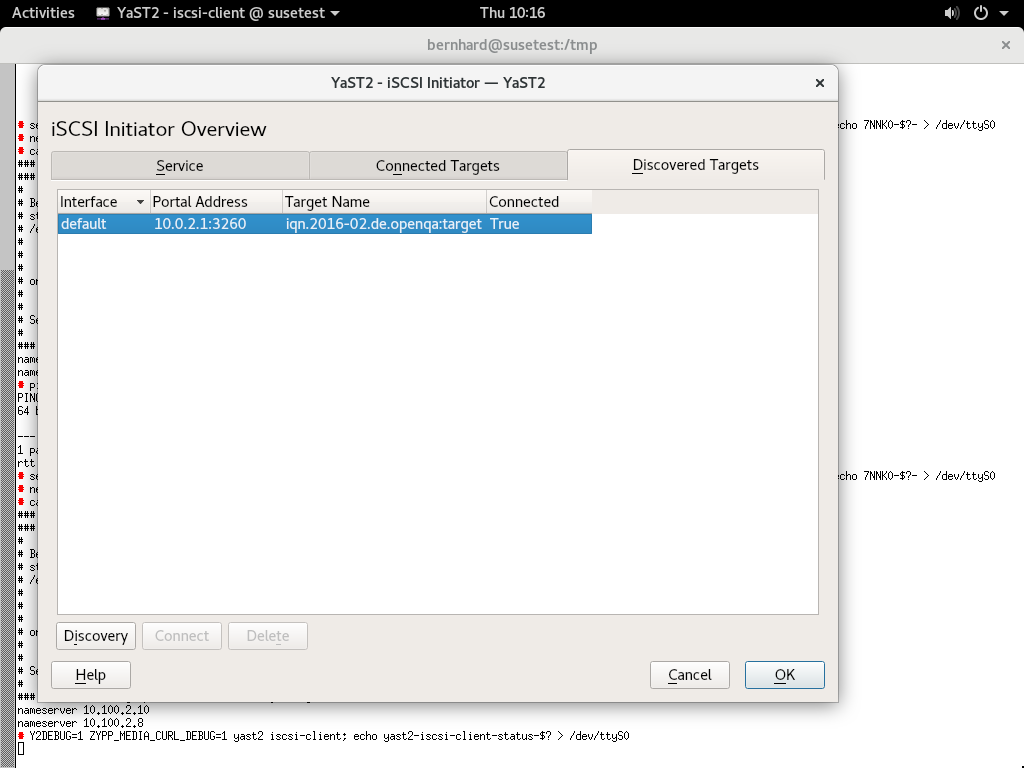 Activities YaST2 - iscsi-client @ susetest Thu 10:16
bernhard@susetest:/tmp
YaST2 - iSCSI Initiator — YaST2
iSCSI Initiator Overview
Service Connected Targets Discovered Targets
Interface Portal Address Target Name Connected
default 10.0.2.1:3260 iqn.2016-02.de.openqa:target True
Discovery Connect Delete
Help Cancel OK
echo 7NNKO-$?- > /dev/ttyS0
###
###
#
#
#
#
#
#
#
###
1
rtt
echo 7NNKO-$?- > /dev/ttyS0
###
###
#
#
#
#
#
#
#
###
nameserver 10.100.2.10
nameserver 10.100.2.8
# Y2DEBUG=1 ZYPP_MEDIA_CURL_DEBUG=1 yast2 iscsi-client; echo yast2-iscsi-client-status-$? > /dev/ttyS0